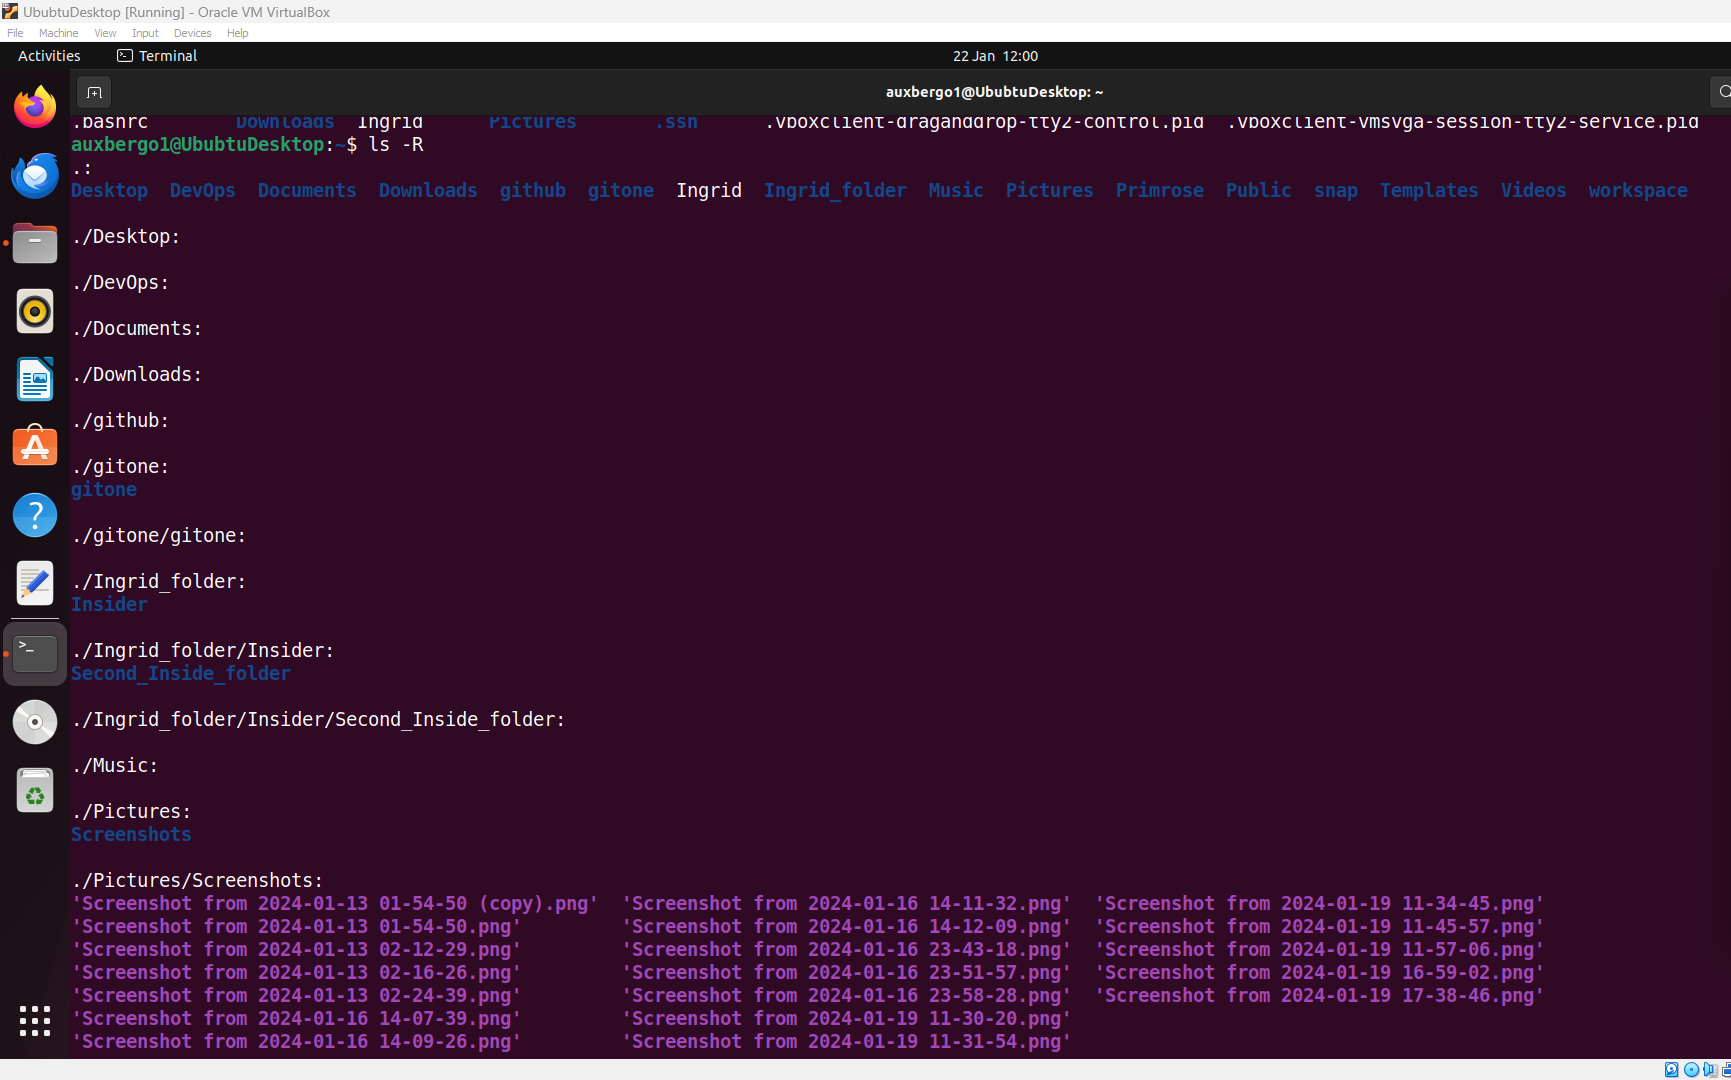 UbubtuDesktop [Running] - Oracle VM VirtualBox
File Machine View Input Devices Help
Activities Terminal 22 Jan 12:00
auxbergo1@UbubtuDesktop: ~
.bashrc Downloads Ingrid Pictures .ssh .vboxclient-draganddrop-tty2-control.pid .vboxclient-vmsvga-session-tty2-service.pid
auxbergo1@UbubtuDesktop:~$ ls -R
.:
Desktop DevOps Documents Downloads github gitone Ingrid Ingrid_folder Music Pictures Primrose Public snap Templates Videos workspace
./Desktop:
./DevOps:
./Documents:
./Downloads:
./github:
./gitone:
gitone
./gitone/gitone:
./Ingrid_folder:
Insider
./Ingrid_folder/Insider:
Second_Inside_folder
./Ingrid_folder/Insider/Second_Inside_folder:
./Music:
./Pictures:
Screenshots
./Pictures/Screenshots:
'Screenshot from 2024-01-13 01-54-50 (copy).png' 'Screenshot from 2024-01-16 14-11-32.png' 'Screenshot from 2024-01-19 11-34-45.png'
'Screenshot from 2024-01-13 01-54-50.png' 'Screenshot from 2024-01-16 14-12-09.png' 'Screenshot from 2024-01-19 11-45-57.png'
'Screenshot from 2024-01-13 02-12-29.png' 'Screenshot from 2024-01-16 23-43-18.png' 'Screenshot from 2024-01-19 11-57-06.png'
'Screenshot from 2024-01-13 02-16-26.png' 'Screenshot from 2024-01-16 23-51-57.png' 'Screenshot from 2024-01-19 16-59-02.png'
'Screenshot from 2024-01-13 02-24-39.png' 'Screenshot from 2024-01-16 23-58-28.png' 'Screenshot from 2024-01-19 17-38-46.png'
'Screenshot from 2024-01-16 14-07-39.png' 'Screenshot from 2024-01-19 11-30-20.png'
'Screenshot from 2024-01-16 14-09-26.png' 'Screenshot from 2024-01-19 11-31-54.png'